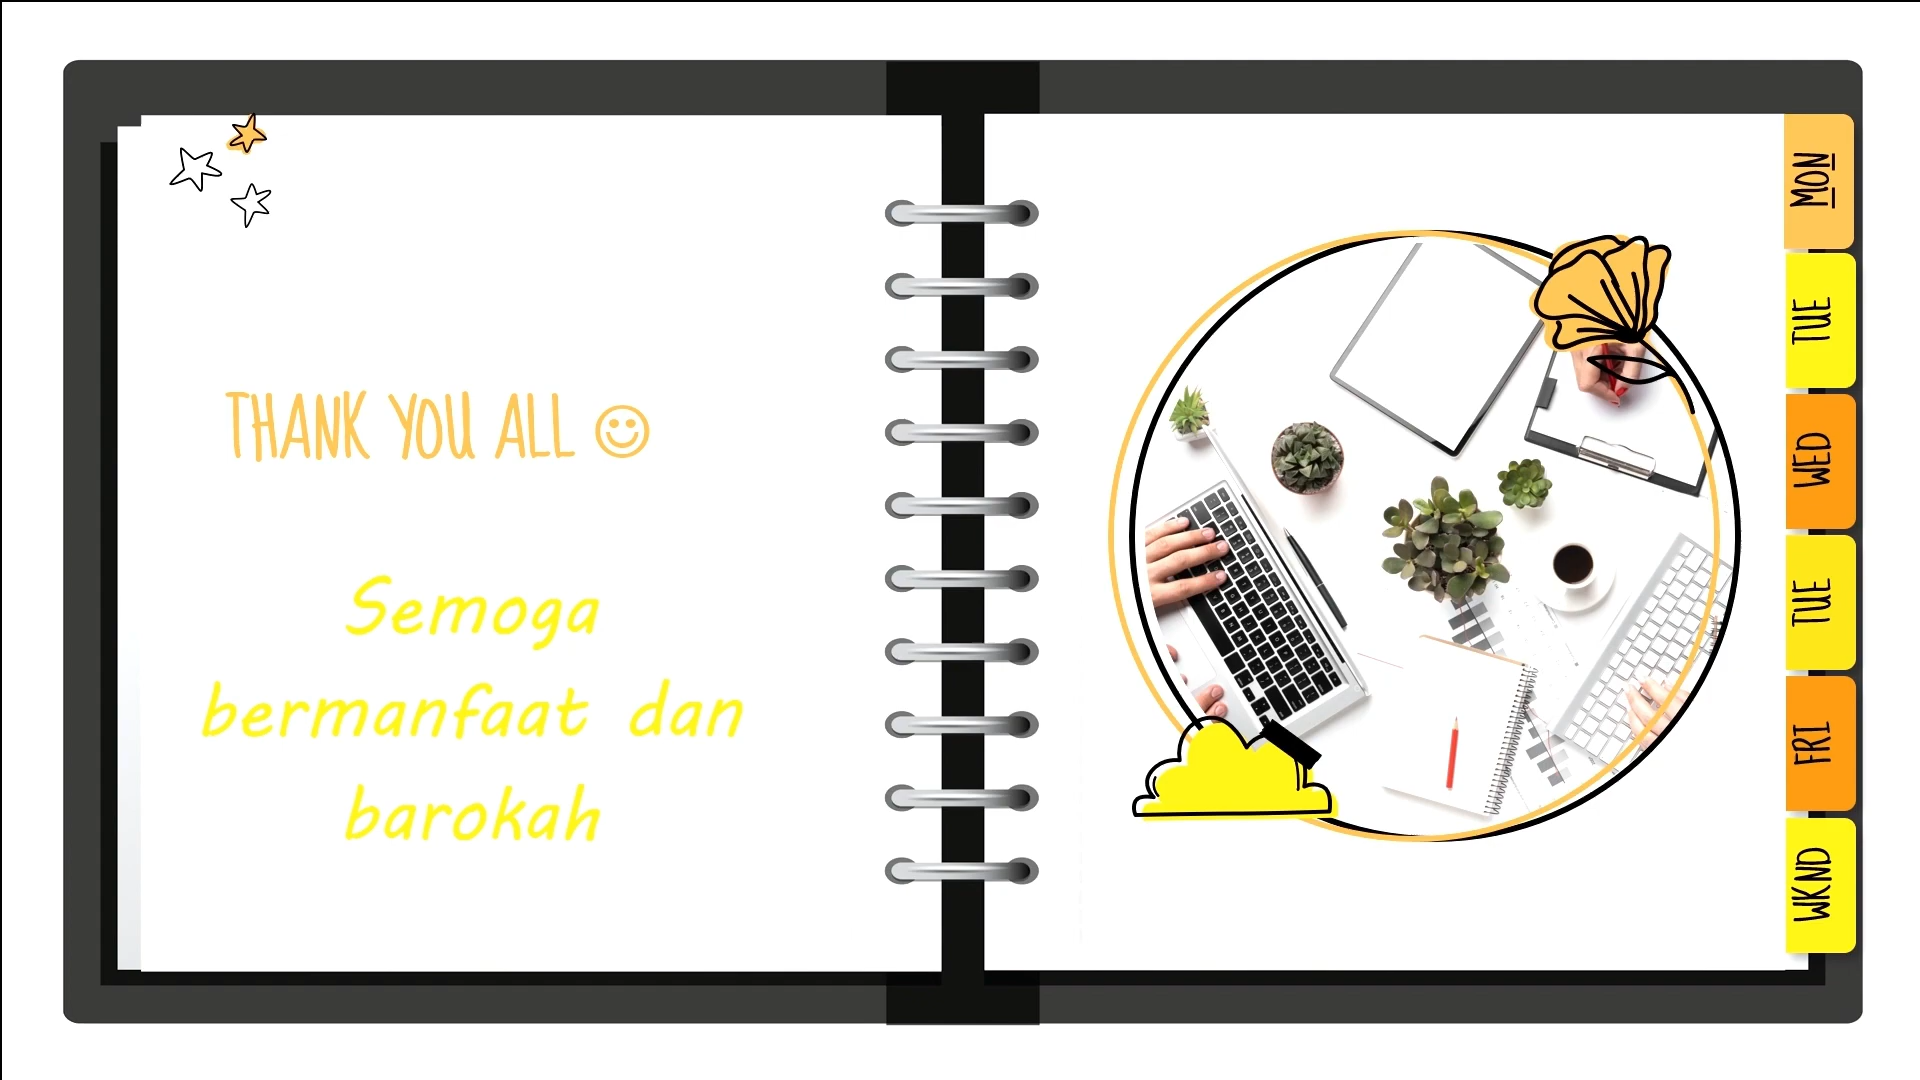 THANK YOU ALL ☺
Semoga
bermanfaat dan
barokah
MON
TUE
WED
TUE
FRI
WKND